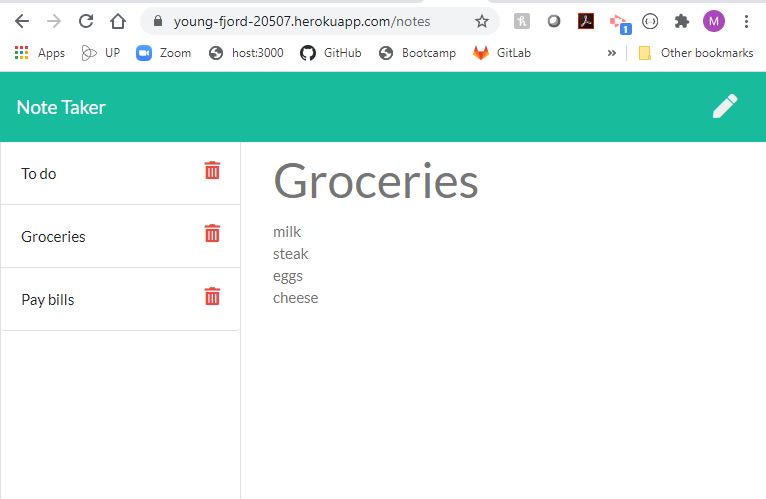 young-fjord-20507.herokuapp.com/notes
N
1
M
Apps UP Zoom host:3000 GitHub Bootcamp GitLab » Other bookmarks
Note Taker
To do
Groceries
Pay bills
Groceries
milk
steak
eggs
cheese